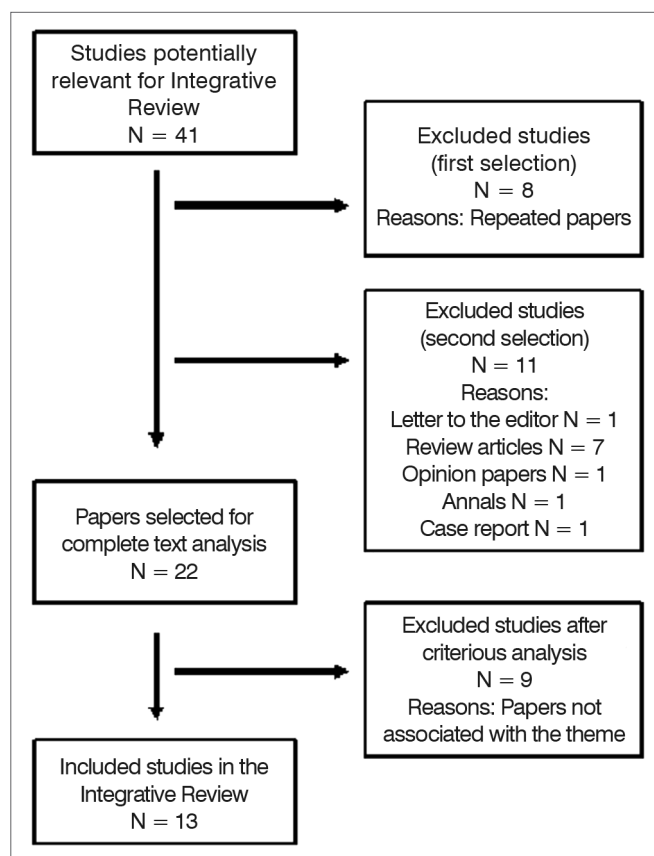 Studies potentially
relevant for Integrative
Review
N = 41
Excluded studies
(first selection)
N = 8
Reasons: Repeated papers
Excluded studies
(second selection)
N = 11
Reasons:
Letter to the editor N = 1
Review articles N = 7
Opinion papers N = 1
Annals N = 1
Case report N = 1
Papers selected for
complete text analysis
N = 22
Excluded studies after
criterious analysis
N = 9
Reasons: Papers not
associated with the theme
Included studies in the
Integrative Review
N = 13